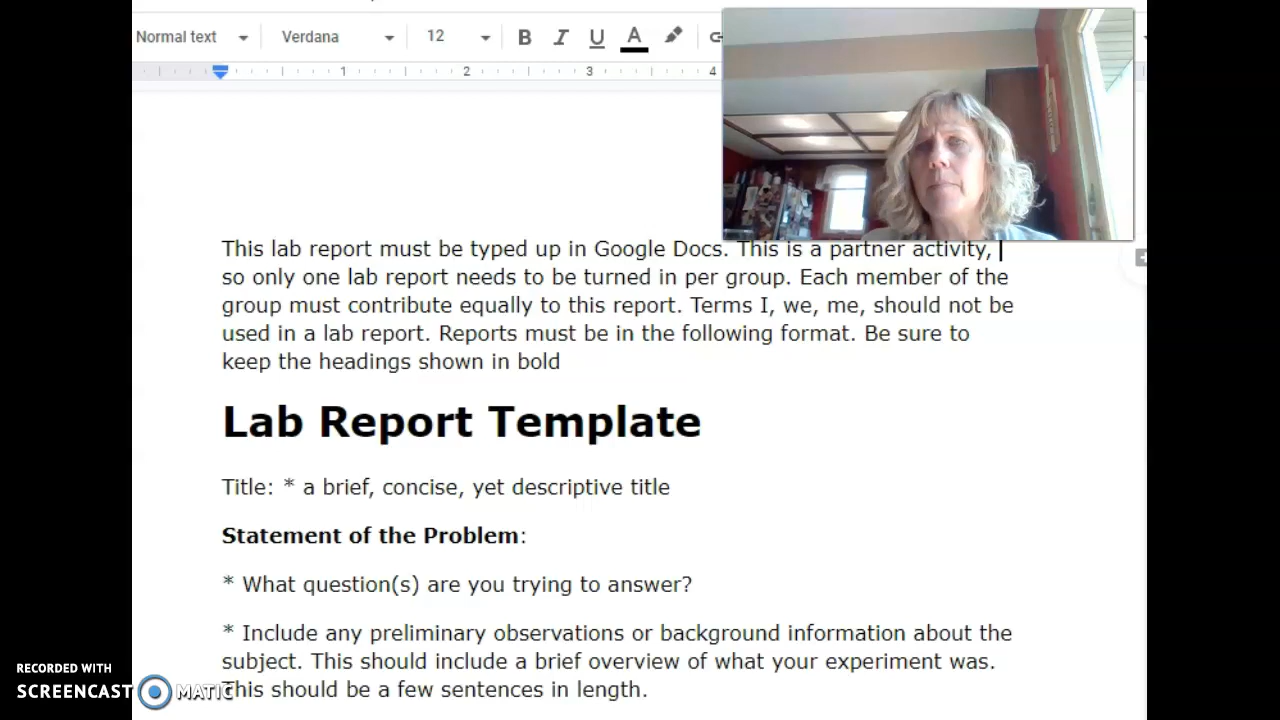 Normal text
Verdana
12
B I U A
1 2 3 4
This lab report must be typed up in Google Docs. This is a partner activity,
so only one lab report needs to be turned in per group. Each member of the
group must contribute equally to this report. Terms I, we, me, should not be
used in a lab report. Reports must be in the following format. Be sure to
keep the headings shown in bold
Lab Report Template
Title: * a brief, concise, yet descriptive title
Statement of the Problem:
* What question(s) are you trying to answer?
* Include any preliminary observations or background information about the
subject. This should include a brief overview of what your experiment was.
This should be a few sentences in length.
RECORDED WITH
SCREENCAST MATIC